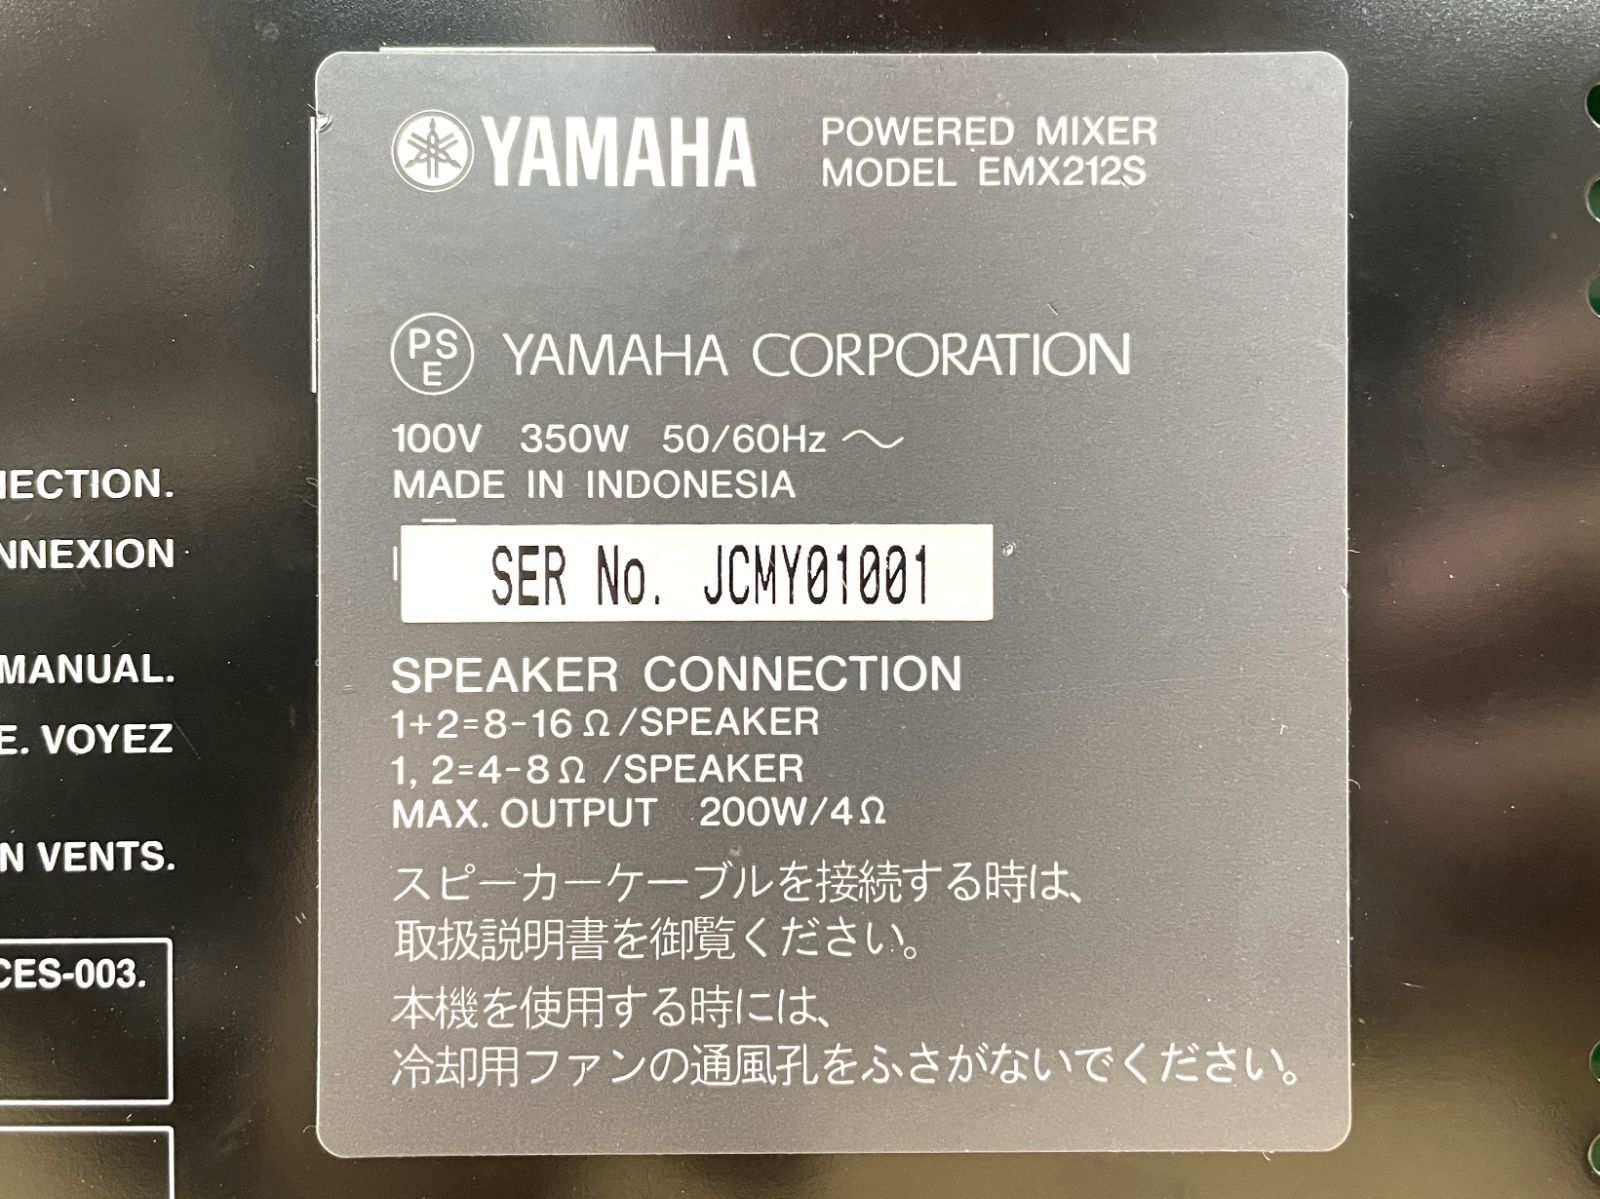 YAMAHA
POWERED MIXER
MODEL EMX212S
PSE YAMAHA CORPORATION
100V 350W 50/60Hz ～
MADE IN INDONESIA
SER No. JCMY01001
SPEAKER CONNECTION
1+2=8-16Ω/SPEAKER
1, 2=4-8Ω /SPEAKER
MAX. OUTPUT 200W/4Ω
スピーカーケーブルを接続する時は、
取扱説明書を御覧ください。
本機を使用する時には、
冷却用ファンの通風孔をふさがないでください。
MANUAL.
E. VOYEZ
N VENTS.
CES-003.